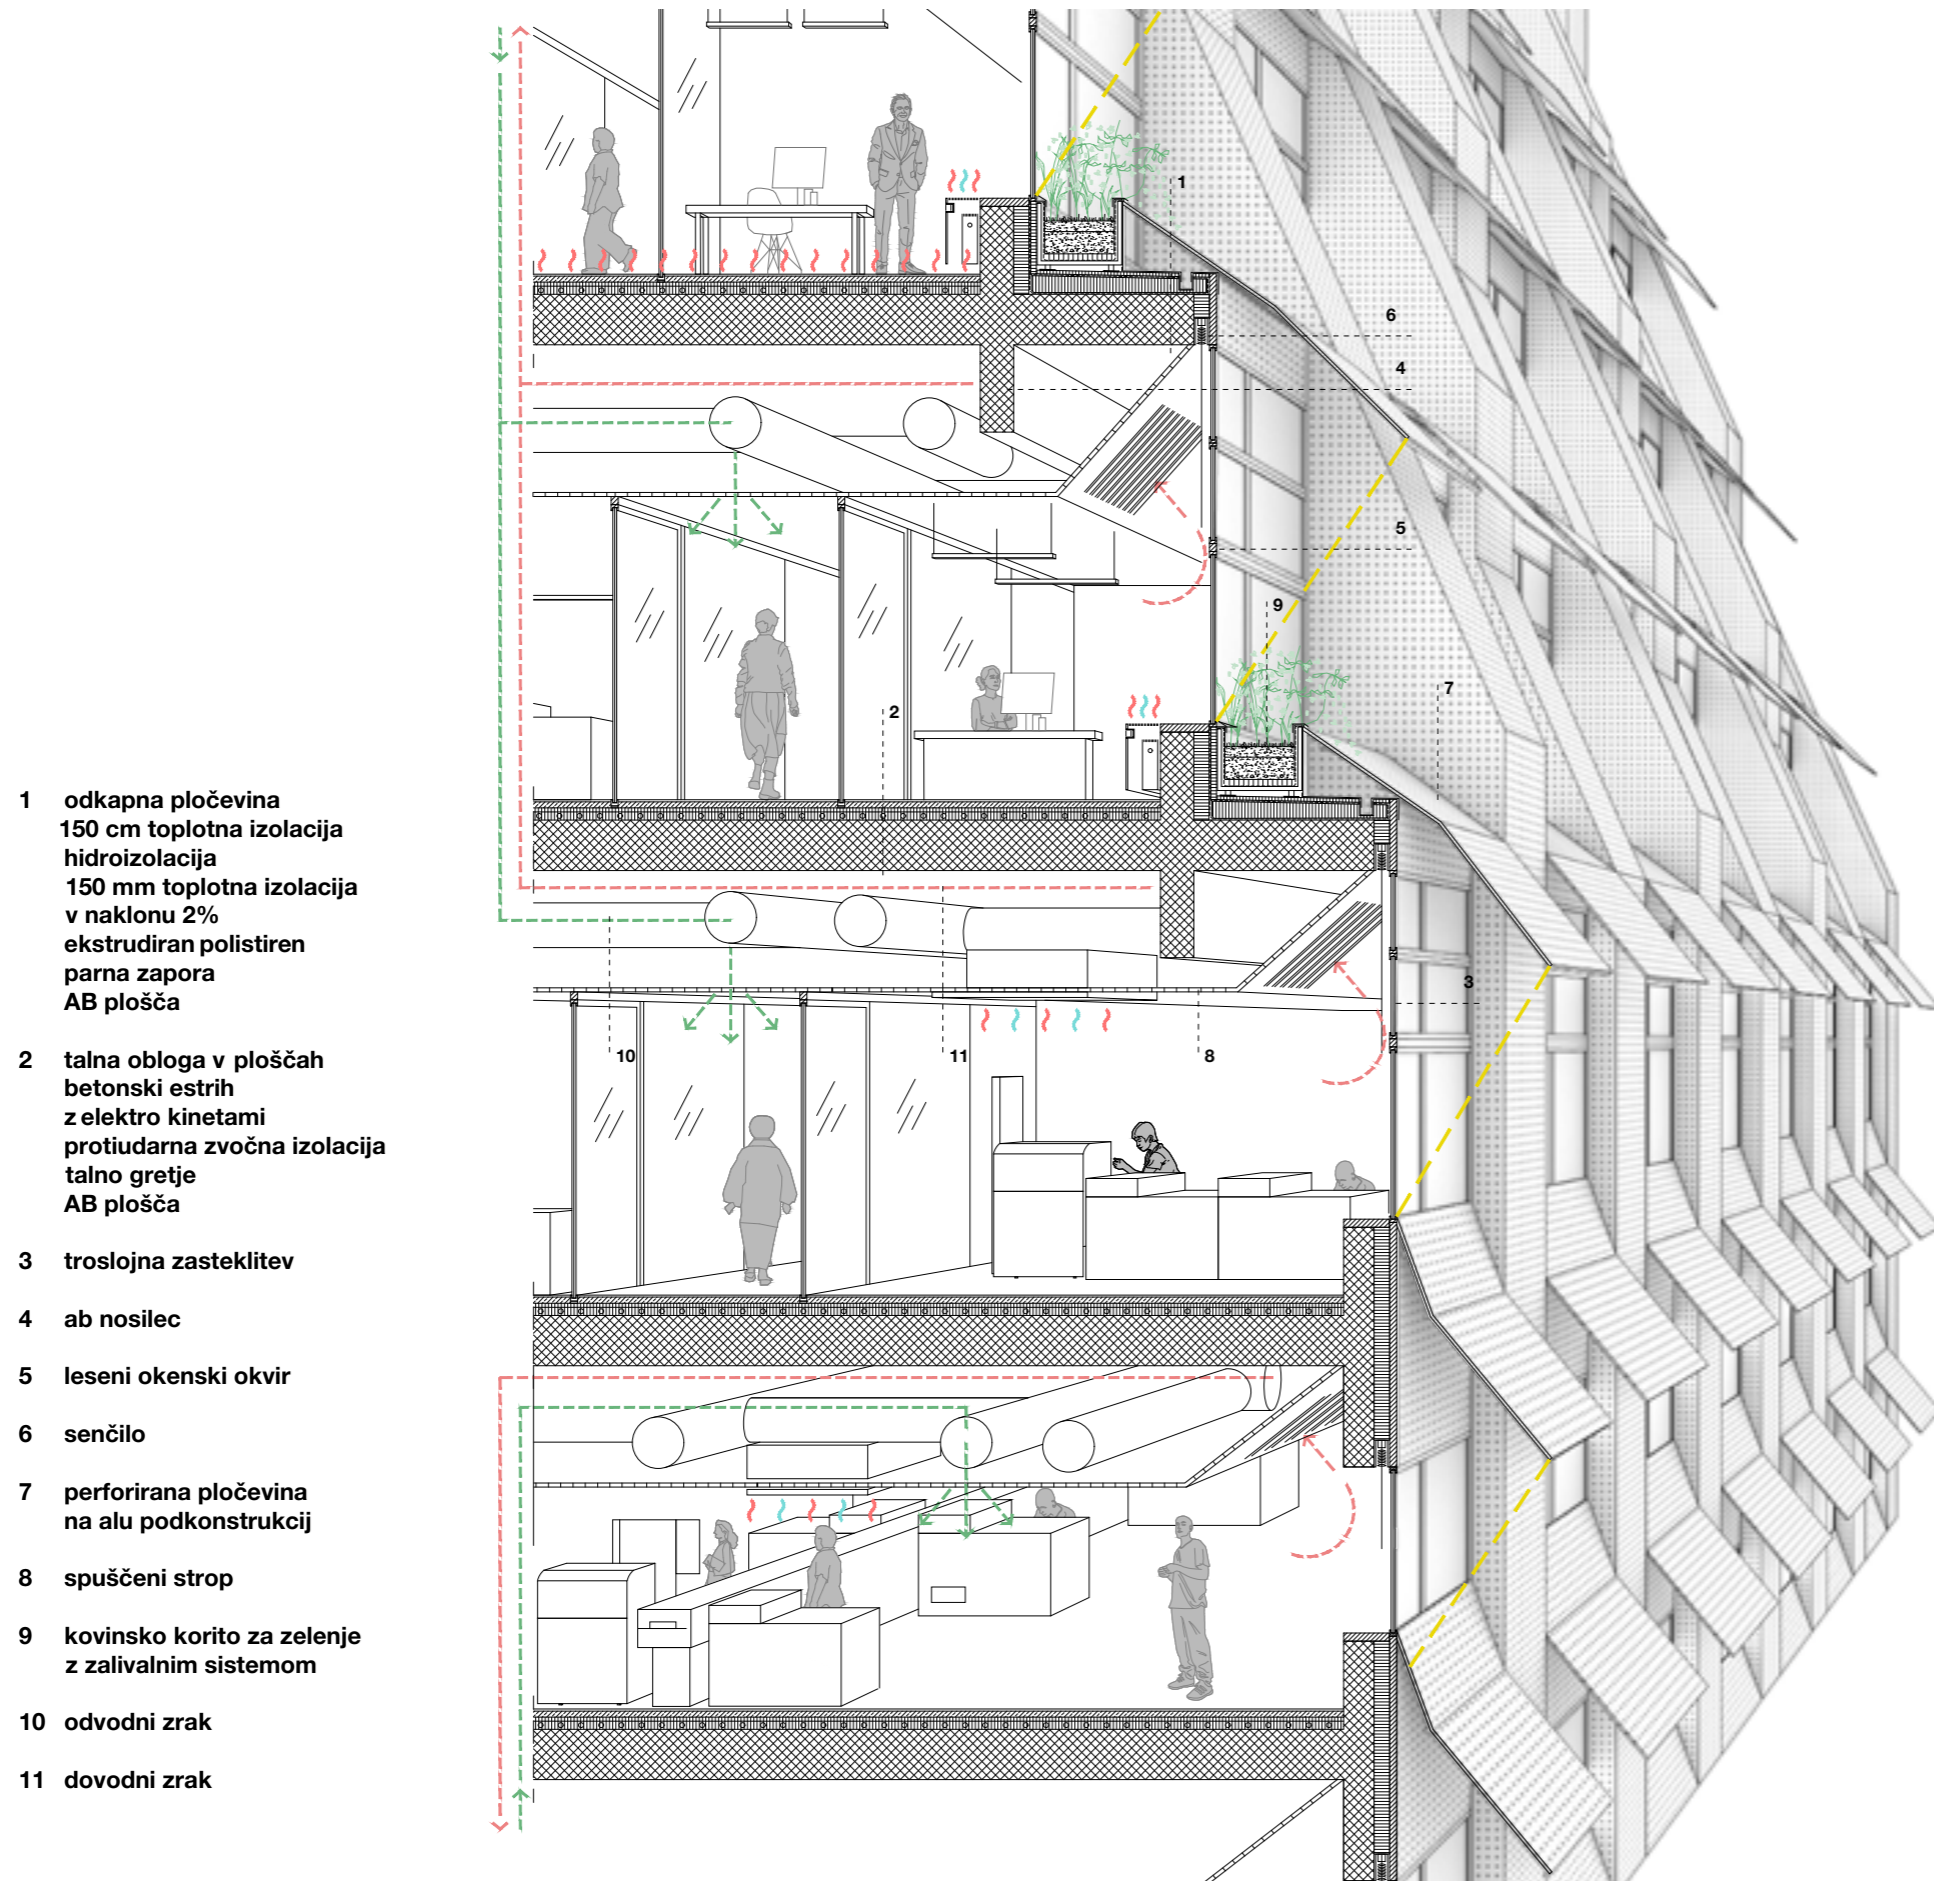 1 odkapna pločevina
150 cm toplotna izolacija
hidroizolacija
150 mm toplotna izolacija
v naklonu 2%
ekstrudiran polistiren
parna zapora
AB plošča
2 talna obloga v ploščah
betonski estrih
z elektro kinetami
protiudarna zvočna izolacija
talno gretje
AB plošča
3 troslojna zasteklitev
4 ab nosilec
5 leseni okenski okvir
6 senčilo
7 perforirana pločevina
na alu podkonstrukcij
8 spuščeni strop
9 kovinsko korito za zelenje
z zalivalnim sistemom
10 odvodni zrak
11 dovodni zrak
1
6
4
5
9
7
2
3
10
11
8